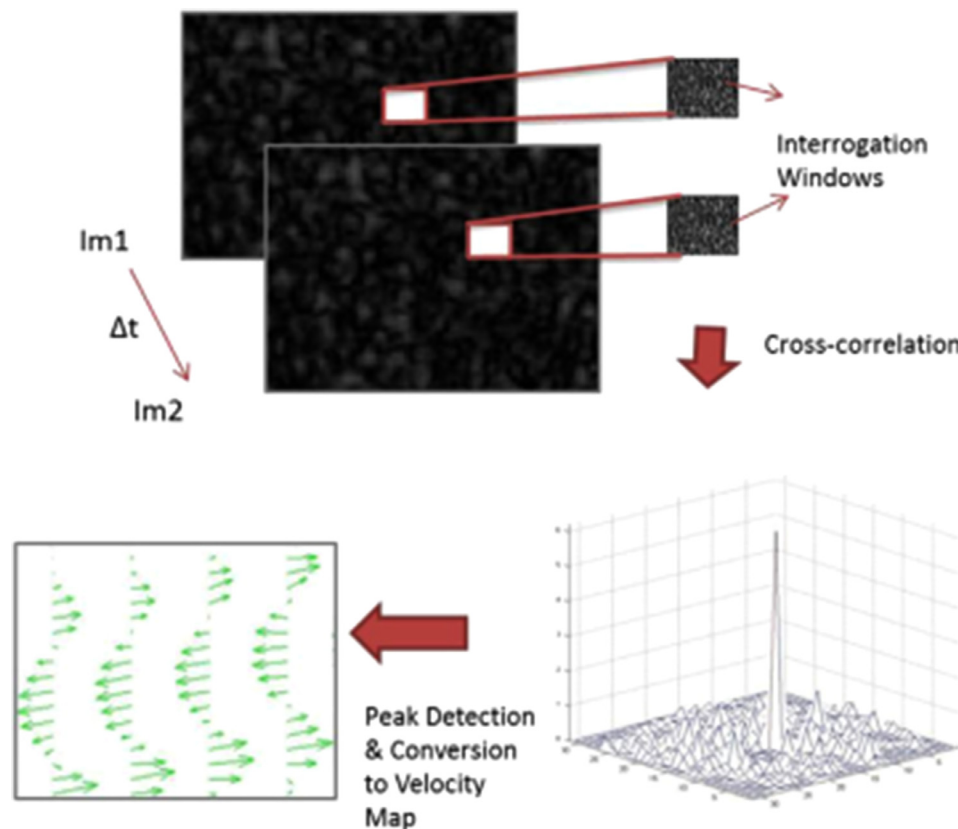 Interrogation
Windows
Im1
Δt
Im2
Cross-correlation
Peak Detection
& Conversion
to Velocity
Map